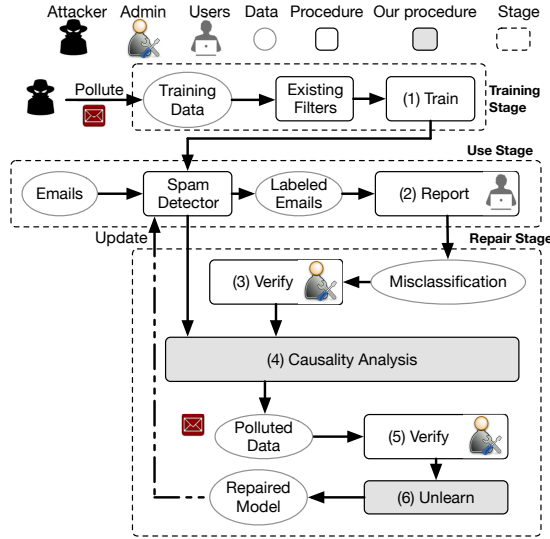 Attacker Admin Users Data Procedure Our procedure Stage
Pollute
Training
Data
Existing
Filters
(1) Train
Training
Stage
Use Stage
Emails
Spam
Detector
Labeled
Emails
(2) Report
Update
Repair Stage
(3) Verify
Misclassification
(4) Causality Analysis
Polluted
Data
(5) Verify
Repaired
Model
(6) Unlearn